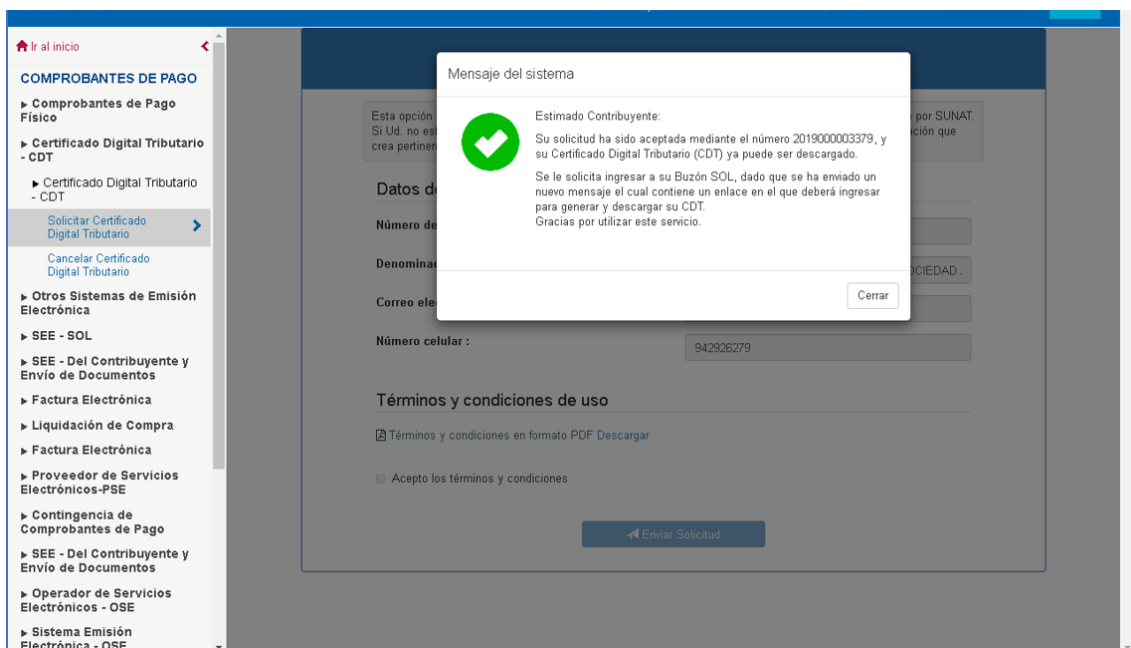 Ir al inicio
COMPROBANTES DE PAGO
Comprobantes de Pago
Físico
Certificado Digital Tributario
- CDT
Certificado Digital Tributario
- CDT
Solicitar Certificado
Digital Tributario
Cancelar Certificado
Digital Tributario
Otros Sistemas de Emisión
Electrónica
SEE - SOL
SEE - Del Contribuyente y
Envío de Documentos
Factura Electrónica
Liquidación de Compra
Factura Electrónica
Proveedor de Servicios
Electrónicos-PSE
Contingencia de
Comprobantes de Pago
SEE - Del Contribuyente y
Envío de Documentos
Operador de Servicios
Electrónicos - OSE
Sistema Emisión
Electrónica - OSE
Mensaje del sistema
Estimado Contribuyente:
Su solicitud ha sido aceptada mediante el número 2019000003379, y
su Certificado Digital Tributario (CDT) ya puede ser descargado.
Se le solicita ingresar a su Buzón SOL, dado que se ha enviado un
nuevo mensaje el cual contiene un enlace en el que deberá ingresar
para generar y descargar su CDT.
Gracias por utilizar este servicio.
Cerrar
Esta opción por SUNAT.
Si Ud. no
crea que
Datos
Número
Número celular :
942926279
Términos y condiciones de uso
Términos y condiciones en formato PDF Descargar
Acepto los términos y condiciones
Enviar Solicitud